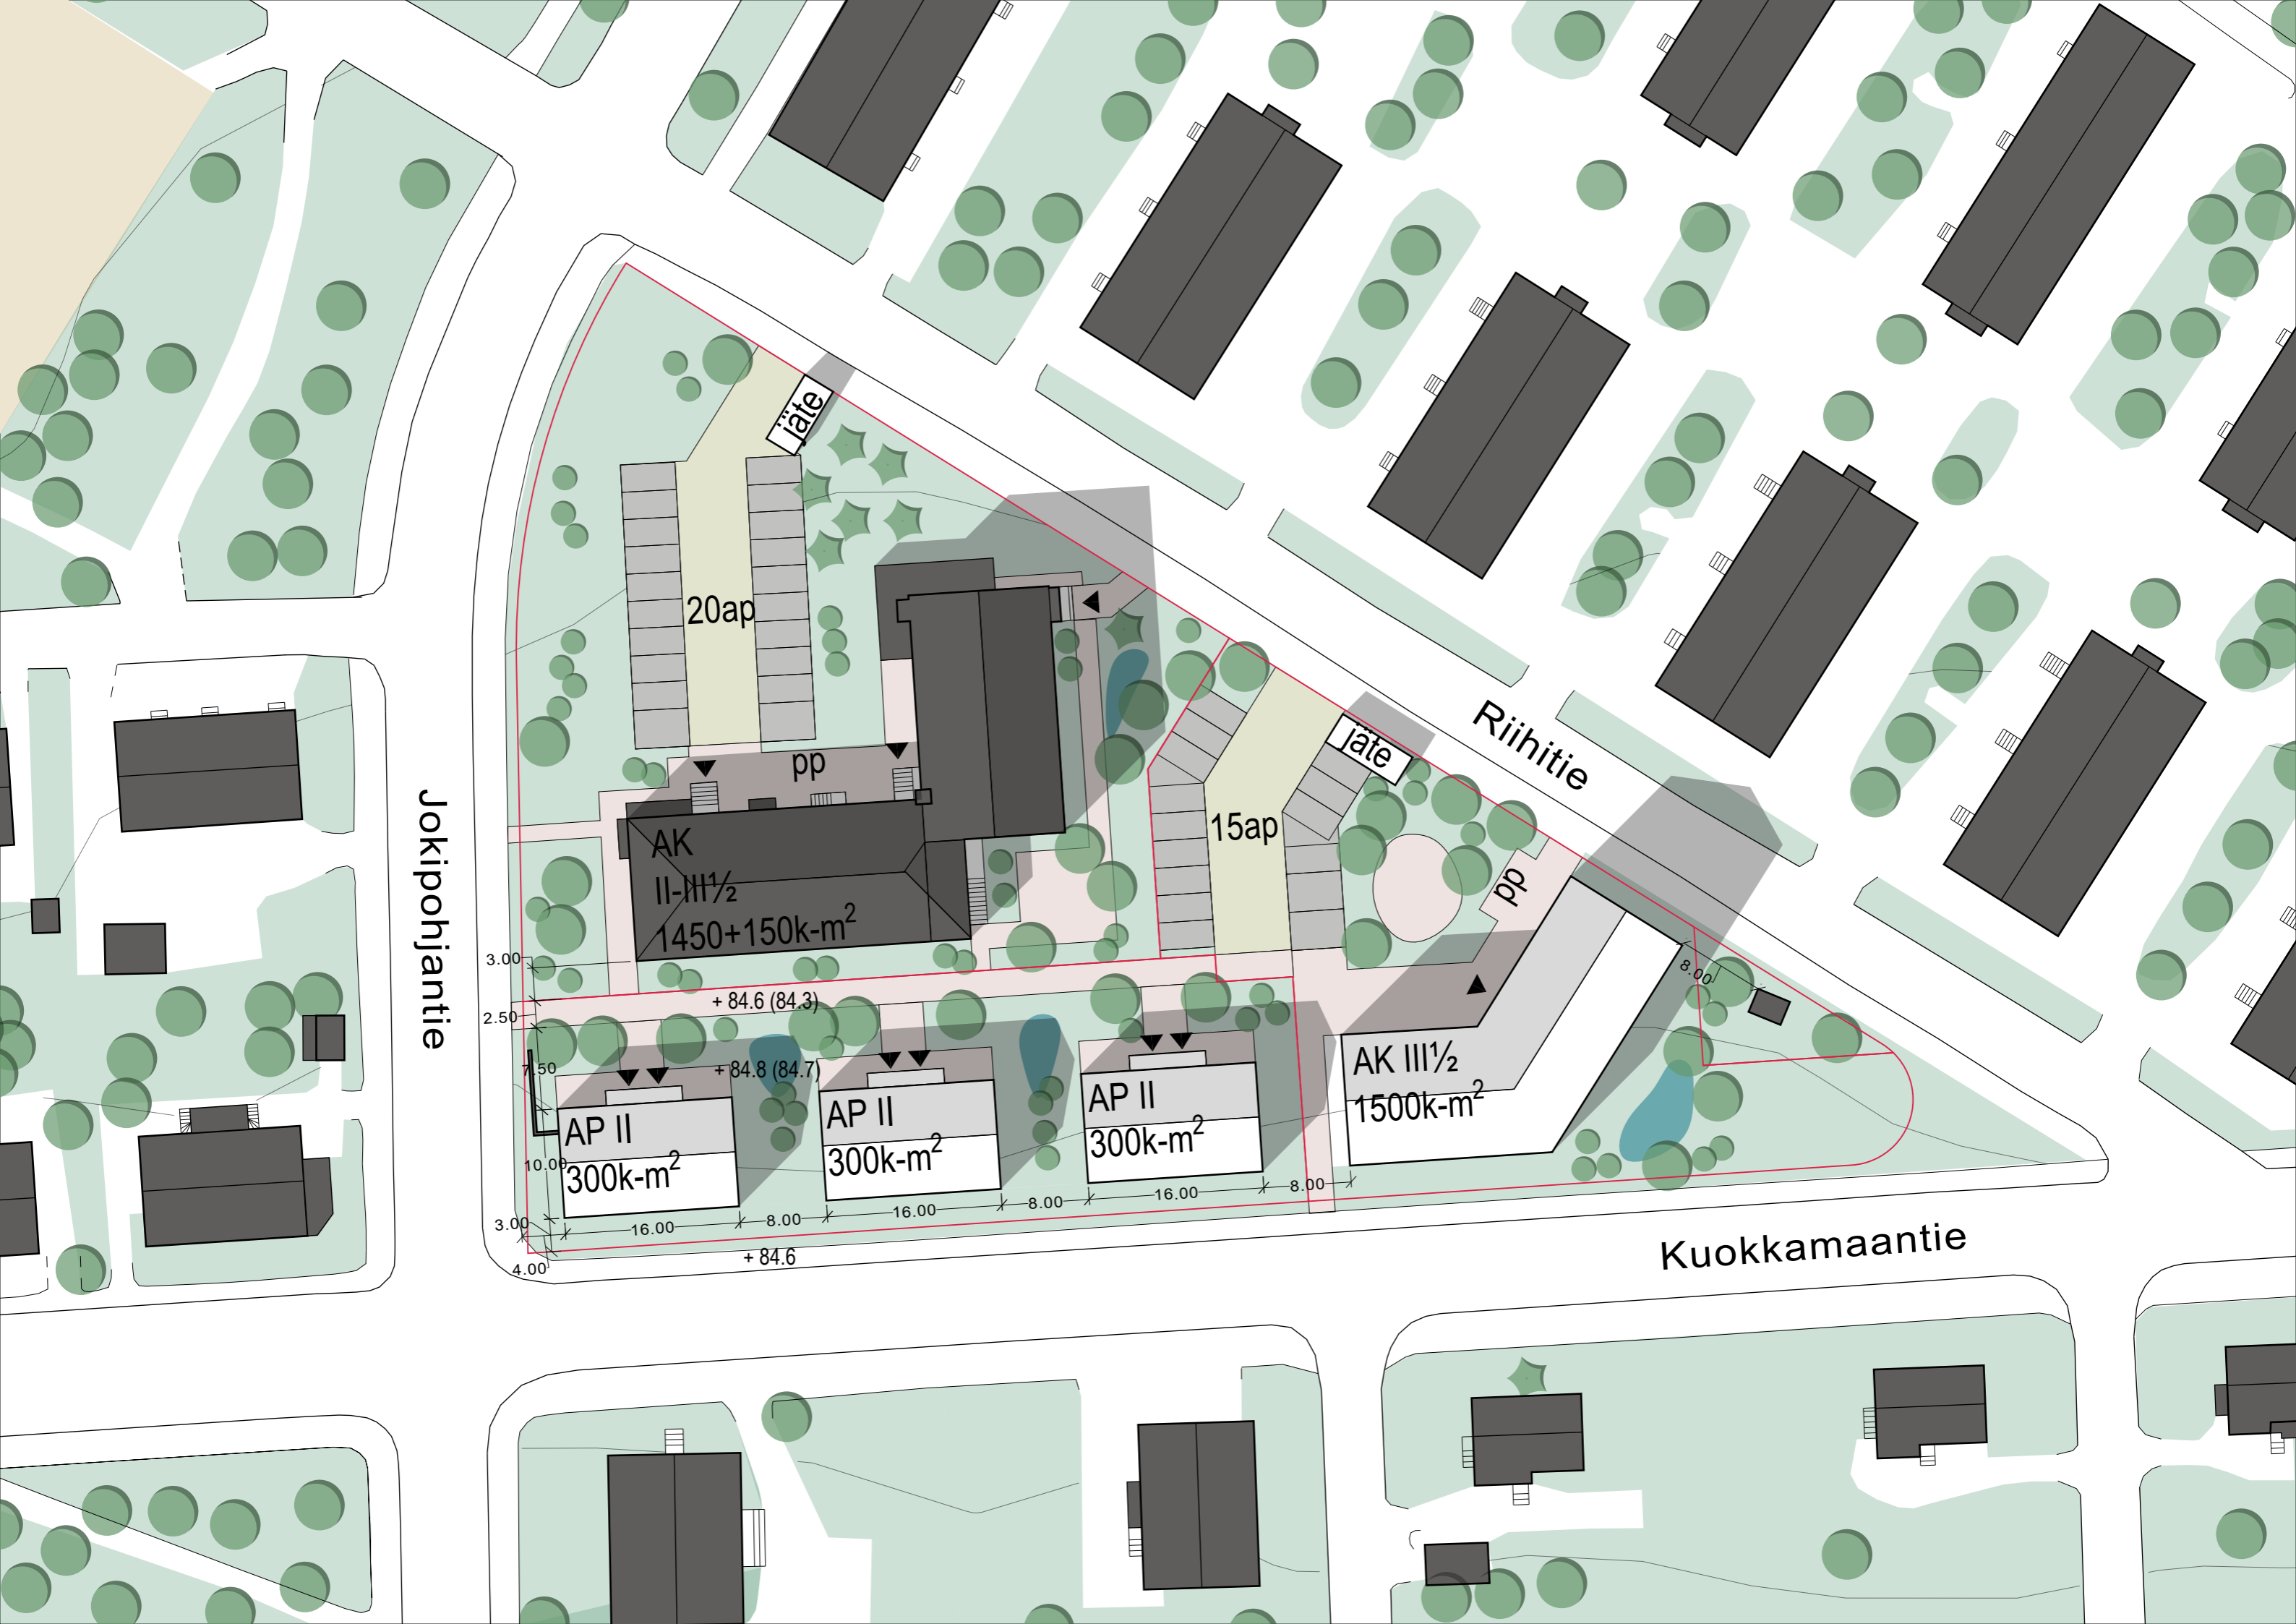 jäte
20ap
Riihitie
pp
jäte
Jokipohjantie
15ap
AK
II-III½
1450+150k-m²
pp
3.00
8.00
+ 84.6 (84.3)
2.50
AK III½
1500k-m²
7.50
+ 84.8 (84.7)
AP II
300k-m²
AP II
300k-m²
AP II
300k-m²
10.00
3.00
16.00
8.00
16.00
8.00
16.00
8.00
4.00
+ 84.6
Kuokkamaantie